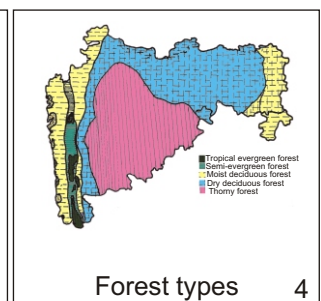 Tropical evergreen forest
Semi-evergreen forest
Moist deciduous forest
Dry deciduous forest
Thorny forest
Forest types 4